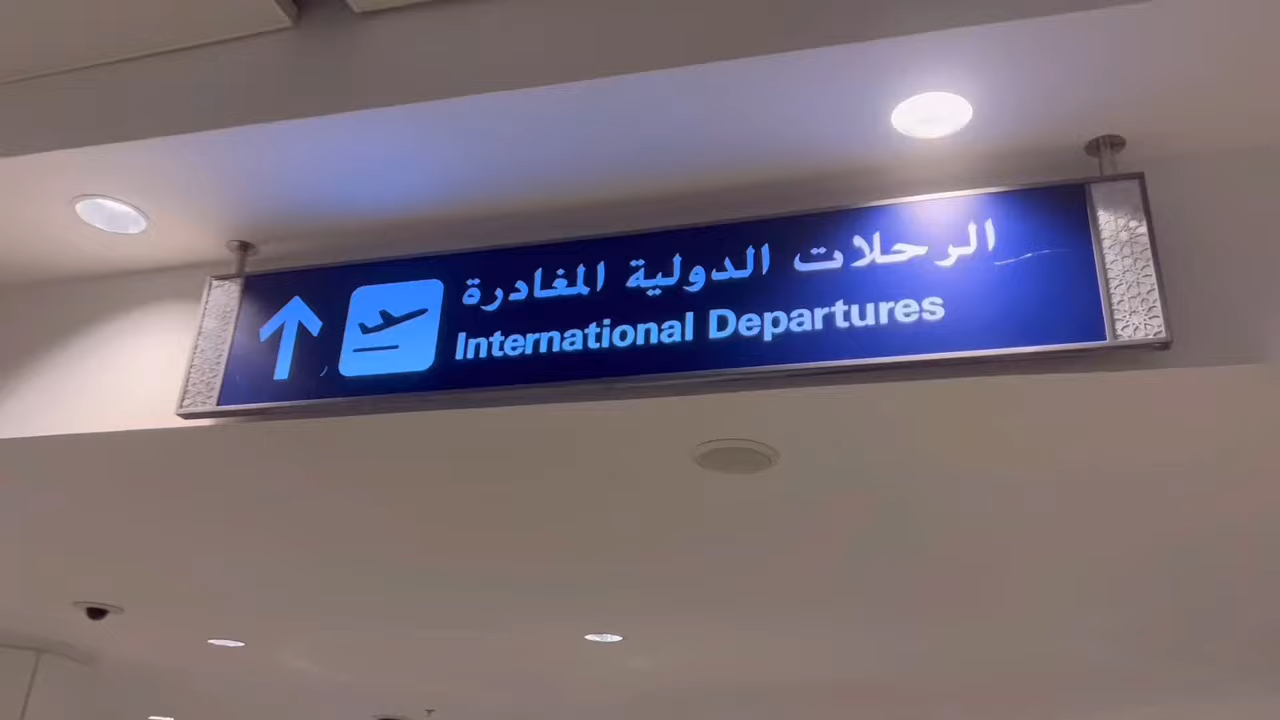 الرحلات الدولية المغادرة
International Departures